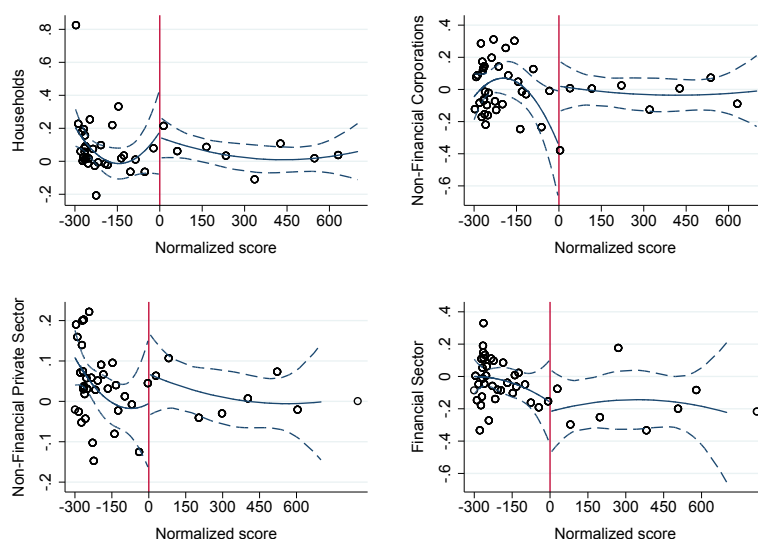 Households
-.2 0 .2 .4 .6 .8
-300 -150 0 150 300 450 600
Normalized score
Non-Financial Corporations
-.6 -.4 -.2 0 .2 .4
-300 -150 0 150 300 450 600
Normalized score
Non-Financial Private Sector
-.2 -.1 0 .1 .2
-300 -150 0 150 300 450 600
Normalized score
Financial Sector
-.6 -.4 -.2 0 .2 .4
-300 -150 0 150 300 450 600
Normalized score